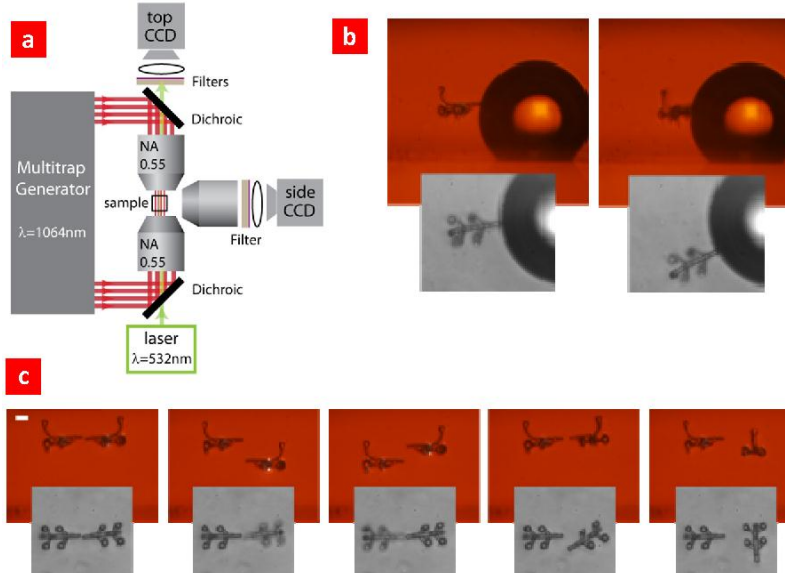 a
top
CCD
Filters
Dichroic
NA
0.55
Multitrap
Generator
λ=1064nm
sample
side
CCD
Filter
NA
0.55
Dichroic
laser
λ=532nm
b
c